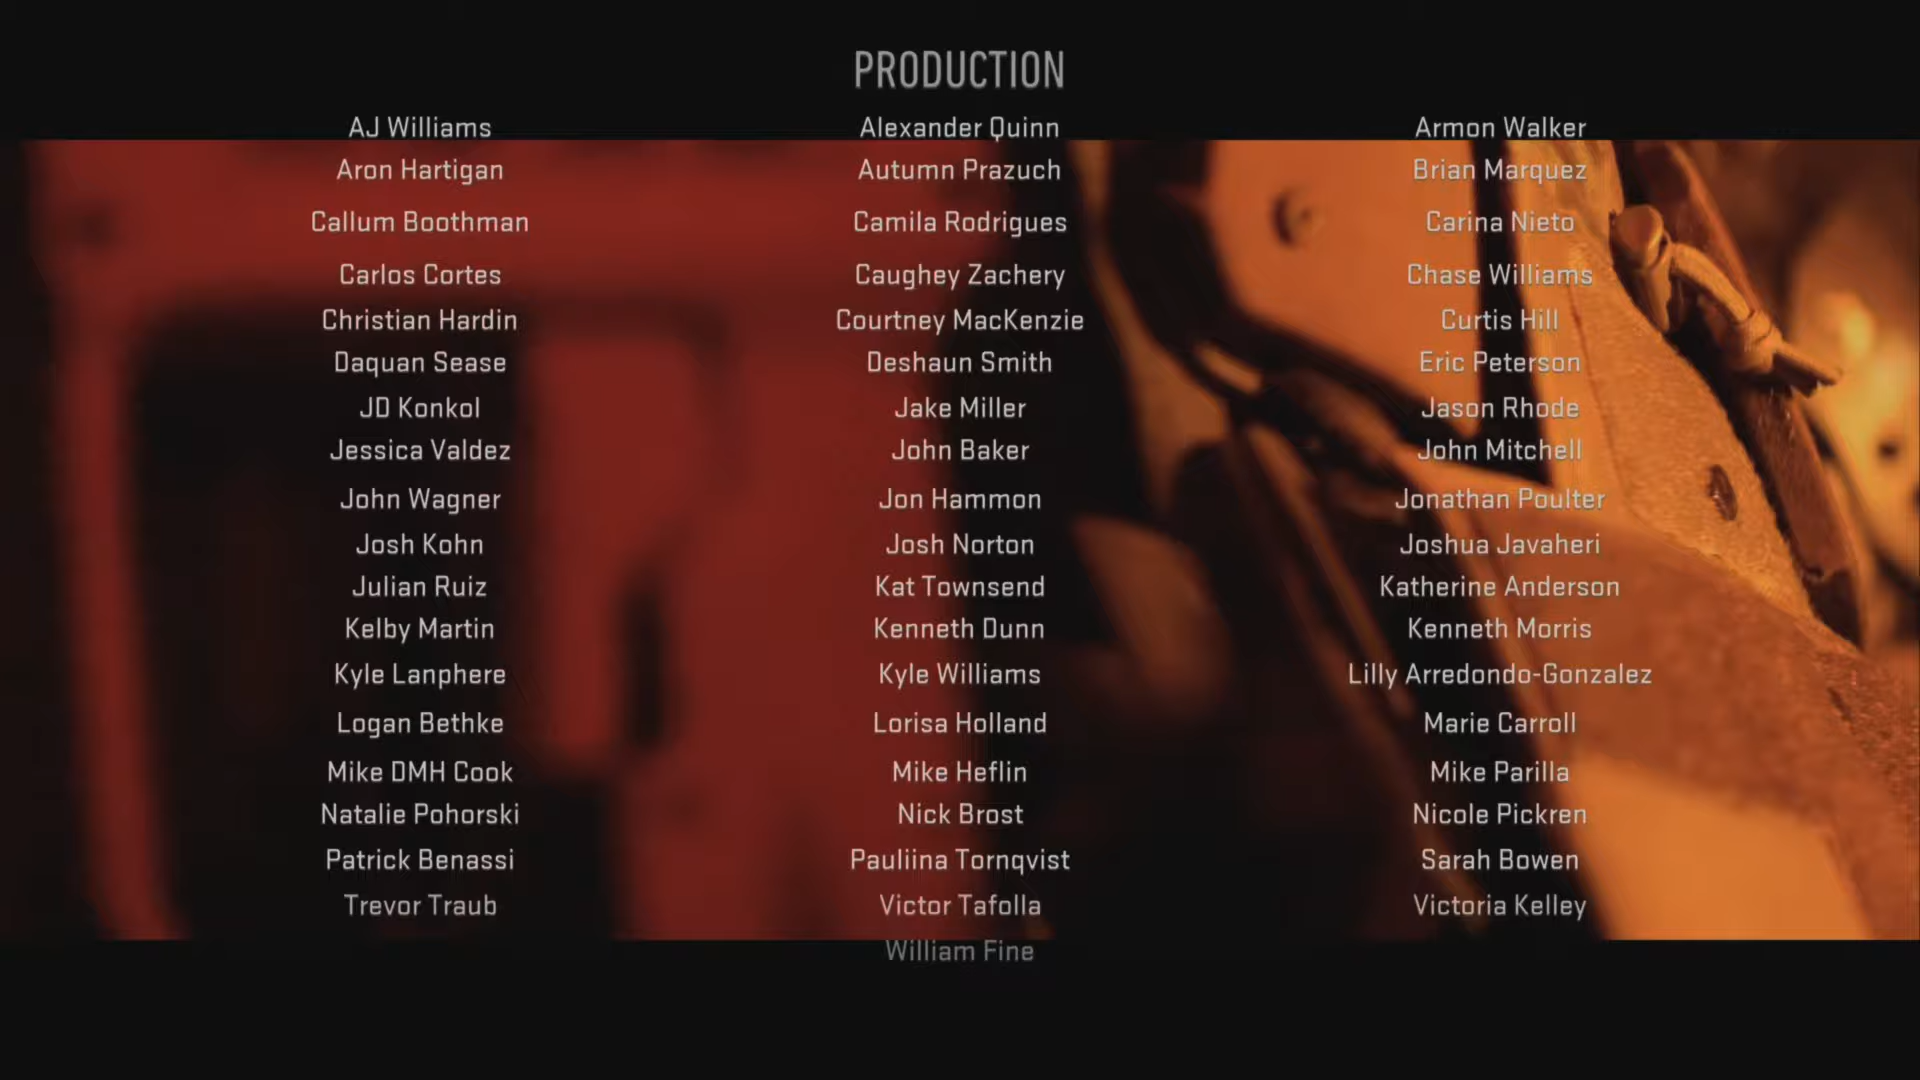 PRODUCTION
AJ Williams Alexander Quinn Armon Walker
Aron Hartigan Autumn Prazuch Brian Marquez
Callum Boothman Camila Rodrigues Carina Nieto
Carlos Cortes Caughey Zachery Chase Williams
Christian Hardin Courtney MacKenzie Curtis Hill
Daquan Sease Deshaun Smith Eric Peterson
JD Konkol Jake Miller Jason Rhode
Jessica Valdez John Baker John Mitchell
John Wagner Jon Hammon Jonathan Poulter
Josh Kohn Josh Norton Joshua Javaheri
Julian Ruiz Kat Townsend Katherine Anderson
Kelby Martin Kenneth Dunn Kenneth Morris
Kyle Lanphere Kyle Williams Lilly Arredondo-Gonzalez
Logan Bethke Lorisa Holland Marie Carroll
Mike DMH Cook Mike Heflin Mike Parilla
Natalie Pohorski Nick Brost Nicole Pickren
Patrick Benassi Pauliina Tornqvist Sarah Bowen
Trevor Traub Victor Tafolla Victoria Kelley
William Fine